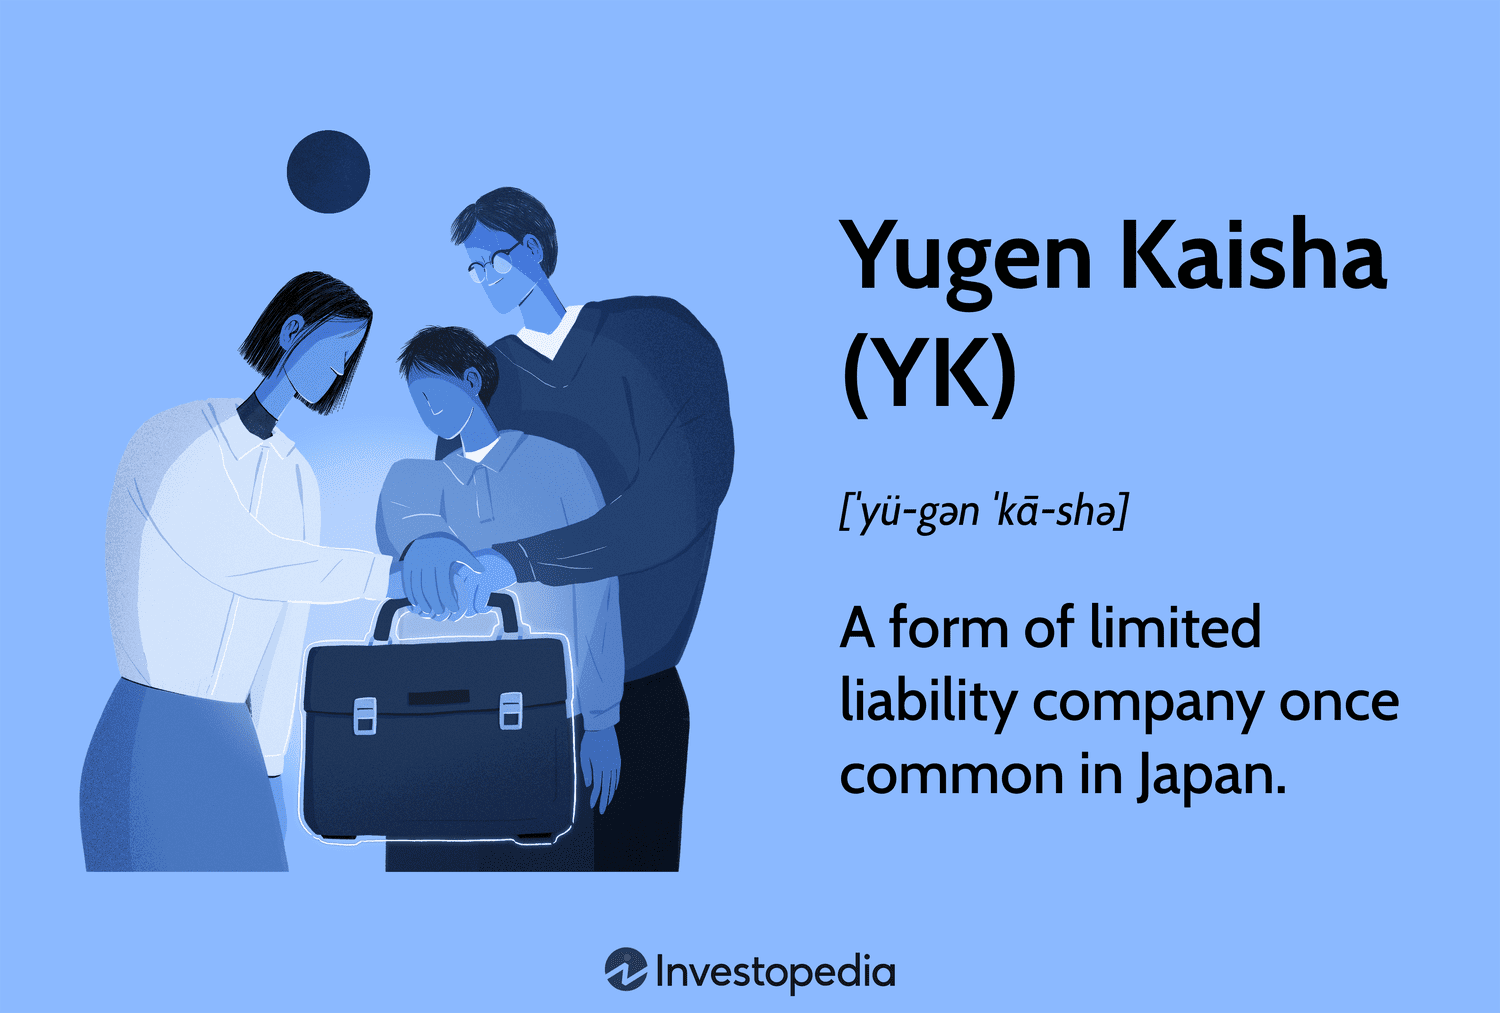 Yugen Kaisha
(YK)
[ˈyü-gən ˈkā-shə]
A form of limited
liability company once
common in Japan.
Investopedia